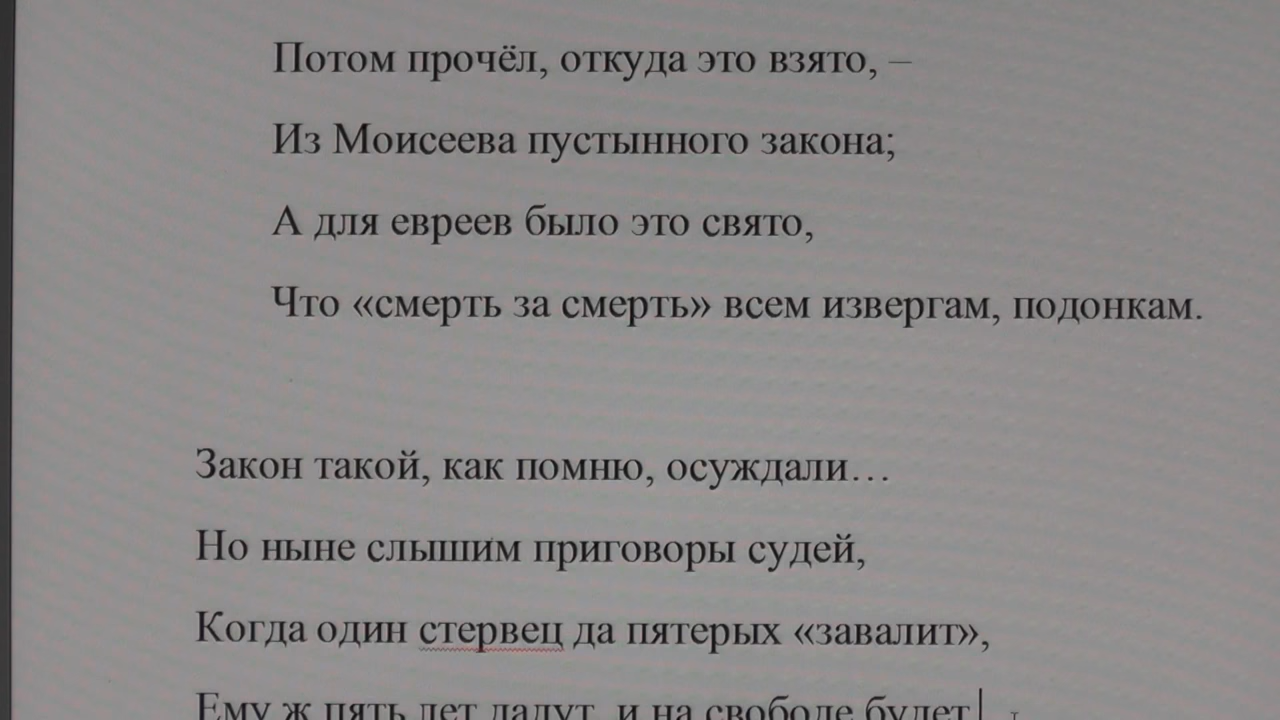 Потом прочёл, откуда это взято, –
Из Моисеева пустынного закона;
А для евреев было это свято,
Что «смерть за смерть» всем извергам, подонкам.
Закон такой, как помню, осуждали…
Но ныне слышим приговоры судей,
Когда один стервец да пятерых «завалит»,
Ему ж пять лет дадут, и на свободе будет